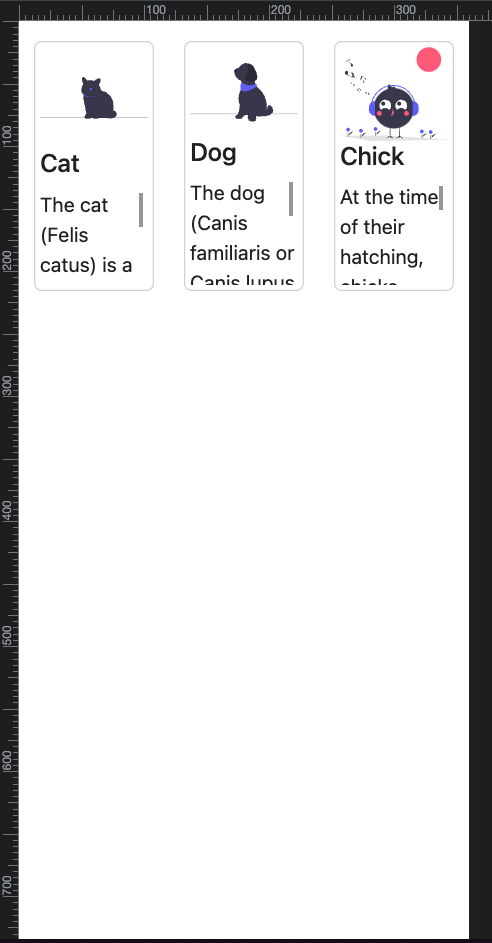 100 200 300
100
200
300
400
500
600
700
Cat
The cat
(Felis
catus) is a
Dog
The dog
(Canis
familiaris or
Canis lupus
Chick
At the time
of their
hatching,
chicks